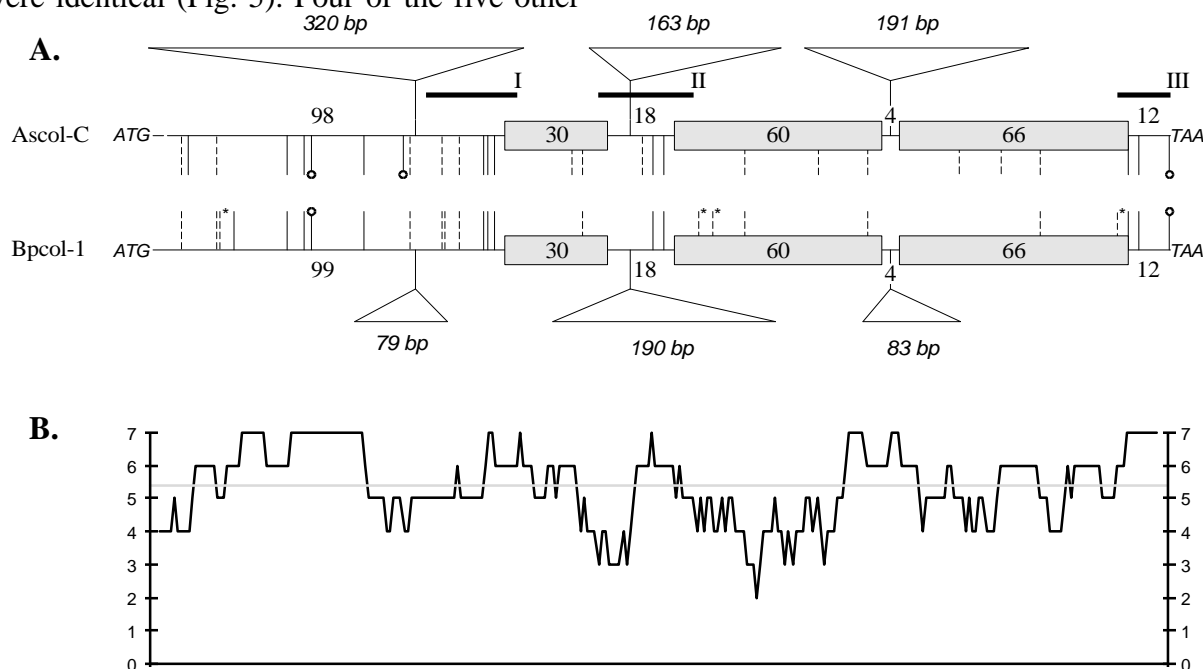 were identical (Fig. 3). Four of the five other
320 bp 163 bp 191 bp
A.
I II III
98 18 4 12
Ascol-C ATG 30 60 66 TAA
* * * *
Bpcol-1 ATG 30 60 66 TAA
99 18 4 12
79 bp 190 bp 83 bp
B.
7 7
6 6
5 5
4 4
3 3
2 2
1 1
0 0